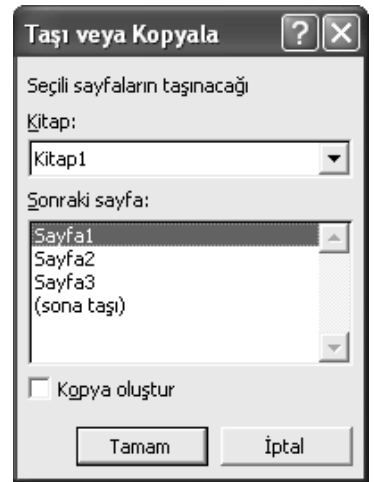 Taşı veya Kopyala
Seçili sayfaların taşınacağı
Kitap:
Kitap1
Sonraki sayfa:
Sayfa1
Sayfa2
Sayfa3
(sona taşı)
Kopya oluştur
Tamam
İptal